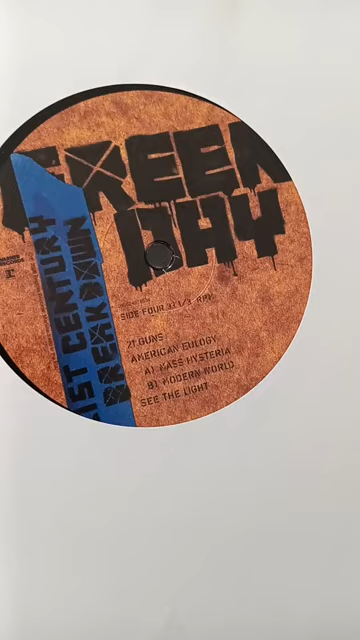 GREEN
DAY
21ST CENTURY
BREAKDOWN
SIDE FOUR 33 1/3 RPM
21 GUNS
AMERICAN EULOGY
A) MASS HYSTERIA
B) MODERN WORLD
SEE THE LIGHT